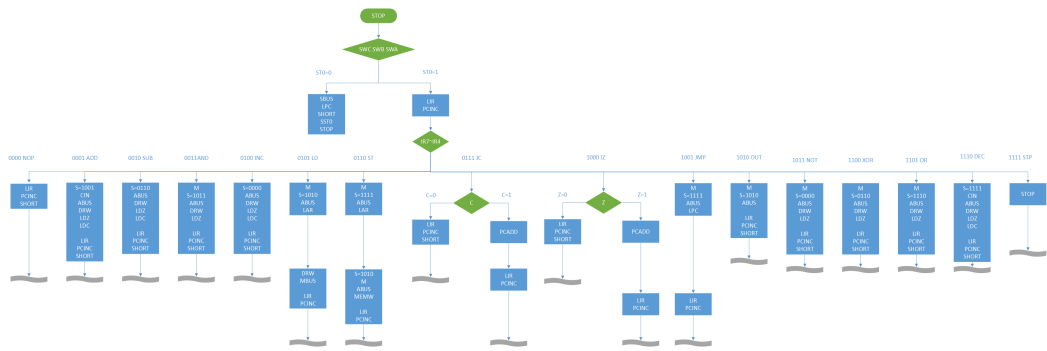 STOP
SWC SWB SWA
ST0=0
ST0=1
SBUS
LPC
SHORT
SST0
STOP
LIR
PCINC
IR7~IR4
0000 NOP
0001 ADD
0010 SUB
0011AND
0100 INC
0101 LD
0110 ST
0111 JC
1000 JZ
1001 JMP
1010 OUT
1011 NOT
1100 XOR
1101 OR
1110 DEC
1111 STP
LIR
PCINC
SHORT
S=1001
CIN
ABUS
DRW
LDZ
LDC
LIR
PCINC
SHORT
S=0110
ABUS
DRW
LDZ
LDC
LIR
PCINC
SHORT
M
S=1011
ABUS
DRW
LDZ
LIR
PCINC
SHORT
S=0000
ABUS
DRW
LDZ
LDC
LIR
PCINC
SHORT
M
S=1010
ABUS
LAR
DRW
MBUS
LIR
PCINC
M
S=1111
ABUS
LAR
S=1010
M
ABUS
MEMW
LIR
PCINC
C=0
C
C=1
LIR
PCINC
SHORT
PCADD
LIR
PCINC
Z=0
Z
Z=1
LIR
PCINC
SHORT
PCADD
LIR
PCINC
M
S=1111
ABUS
LPC
LIR
PCINC
M
S=1010
ABUS
LIR
PCINC
SHORT
M
S=0000
ABUS
DRW
LDZ
LIR
PCINC
SHORT
M
S=0110
ABUS
DRW
LDZ
LIR
PCINC
SHORT
M
S=1110
ABUS
DRW
LDZ
LIR
PCINC
SHORT
S=1111
CIN
ABUS
DRW
LDZ
LDC
LIR
PCINC
SHORT
STOP